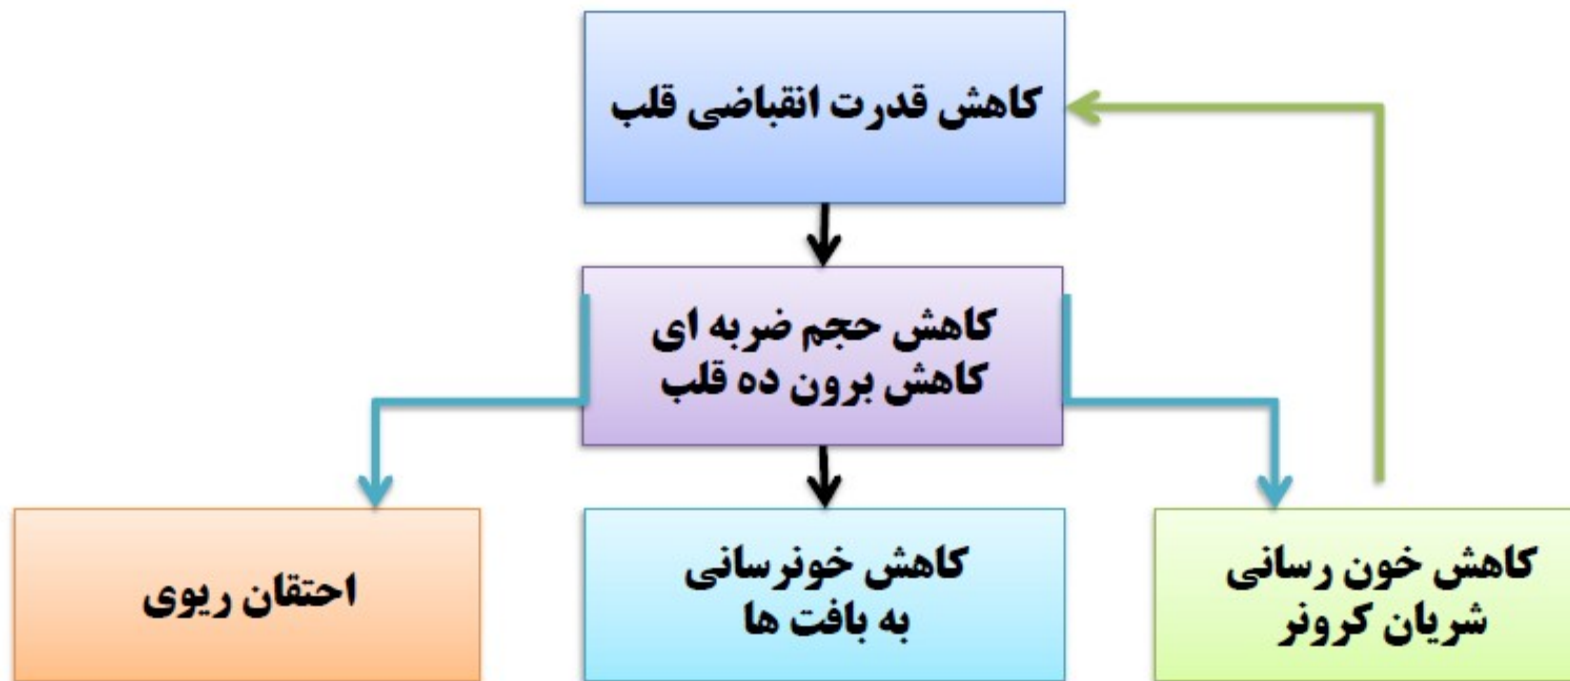 کاهش قدرت انقباضی قلب
کاهش حجم ضربه ای
کاهش برون ده قلب
کاهش خون رسانی
شریان کرونر
کاهش خونرسانی
به بافت ها
احتقان ریوی